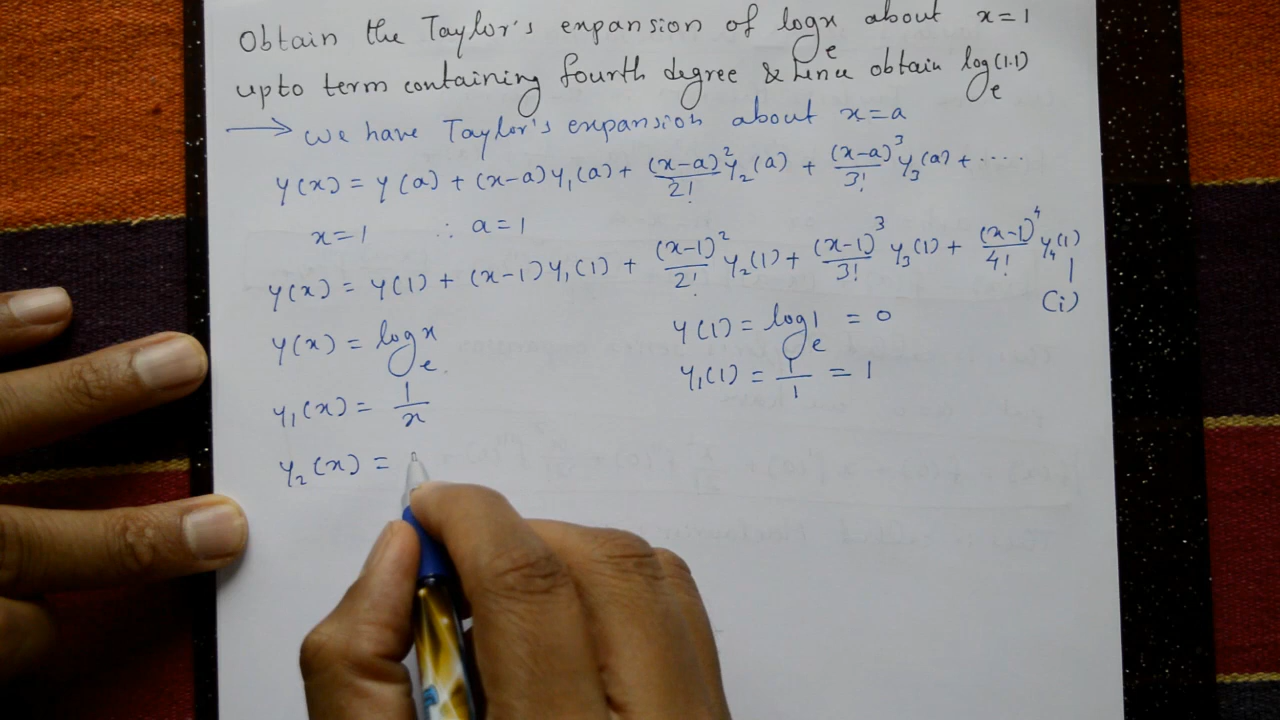 Obtain the Taylor's expansion of logₑx about x=1
upto term containing fourth degree & hence obtain logₑ(1.1)
→ we have Taylor's expansion about x=a
y(x) = y(a) + (x-a)y₁(a) + (x-a)²/2! y₂(a) + (x-a)³/3! y₃(a) + ....
x=1 ∴ a=1
y(x) = y(1) + (x-1)y₁(1) + (x-1)²/2! y₂(1) + (x-1)³/3! y₃(1) + (x-1)⁴/4! y₄(1)
(i)
y(x) = logₑx y(1) = logₑ1 = 0
y₁(x) = 1/x y₁(1) = 1/1 = 1
y₂(x) =